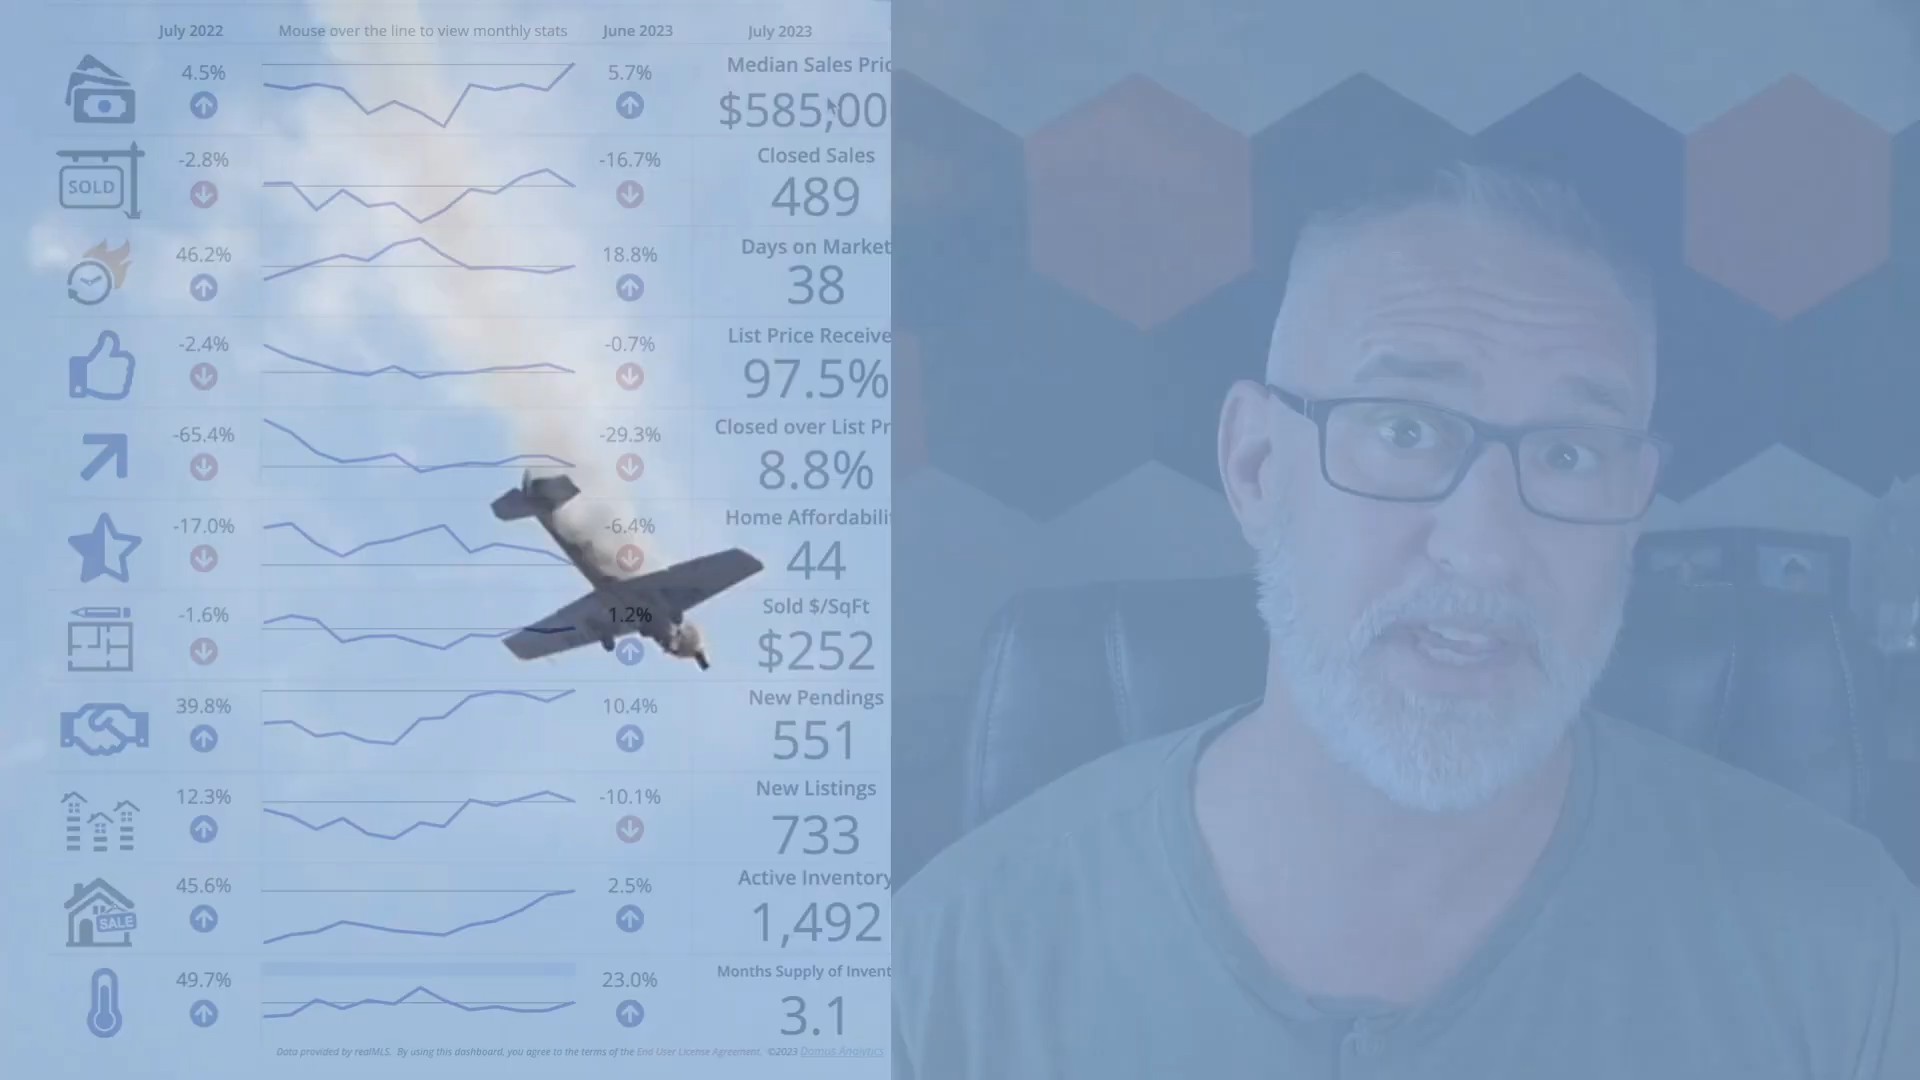 July 2022 Mouse over the line to view monthly stats June 2023 July 2023
4.5% 5.7% Median Sales Pric
$585,00
SOLD -2.8% -16.7% Closed Sales
489
46.2% 18.8% Days on Market
38
-2.4% -0.7% List Price Receive
97.5%
-65.4% -29.3% Closed over List Pr
8.8%
-17.0% -6.4% Home Affordabili
44
-1.6% 1.2% Sold $/SqFt
$252
39.8% 10.4% New Pendings
551
12.3% -10.1% New Listings
733
SALE 45.6% 2.5% Active Inventory
1,492
49.7% 23.0% Months Supply of Invent
3.1
Data provided by realMLS. By using this dashboard, you agree to the terms of the End User License Agreement. ©2023 Domus Analytics